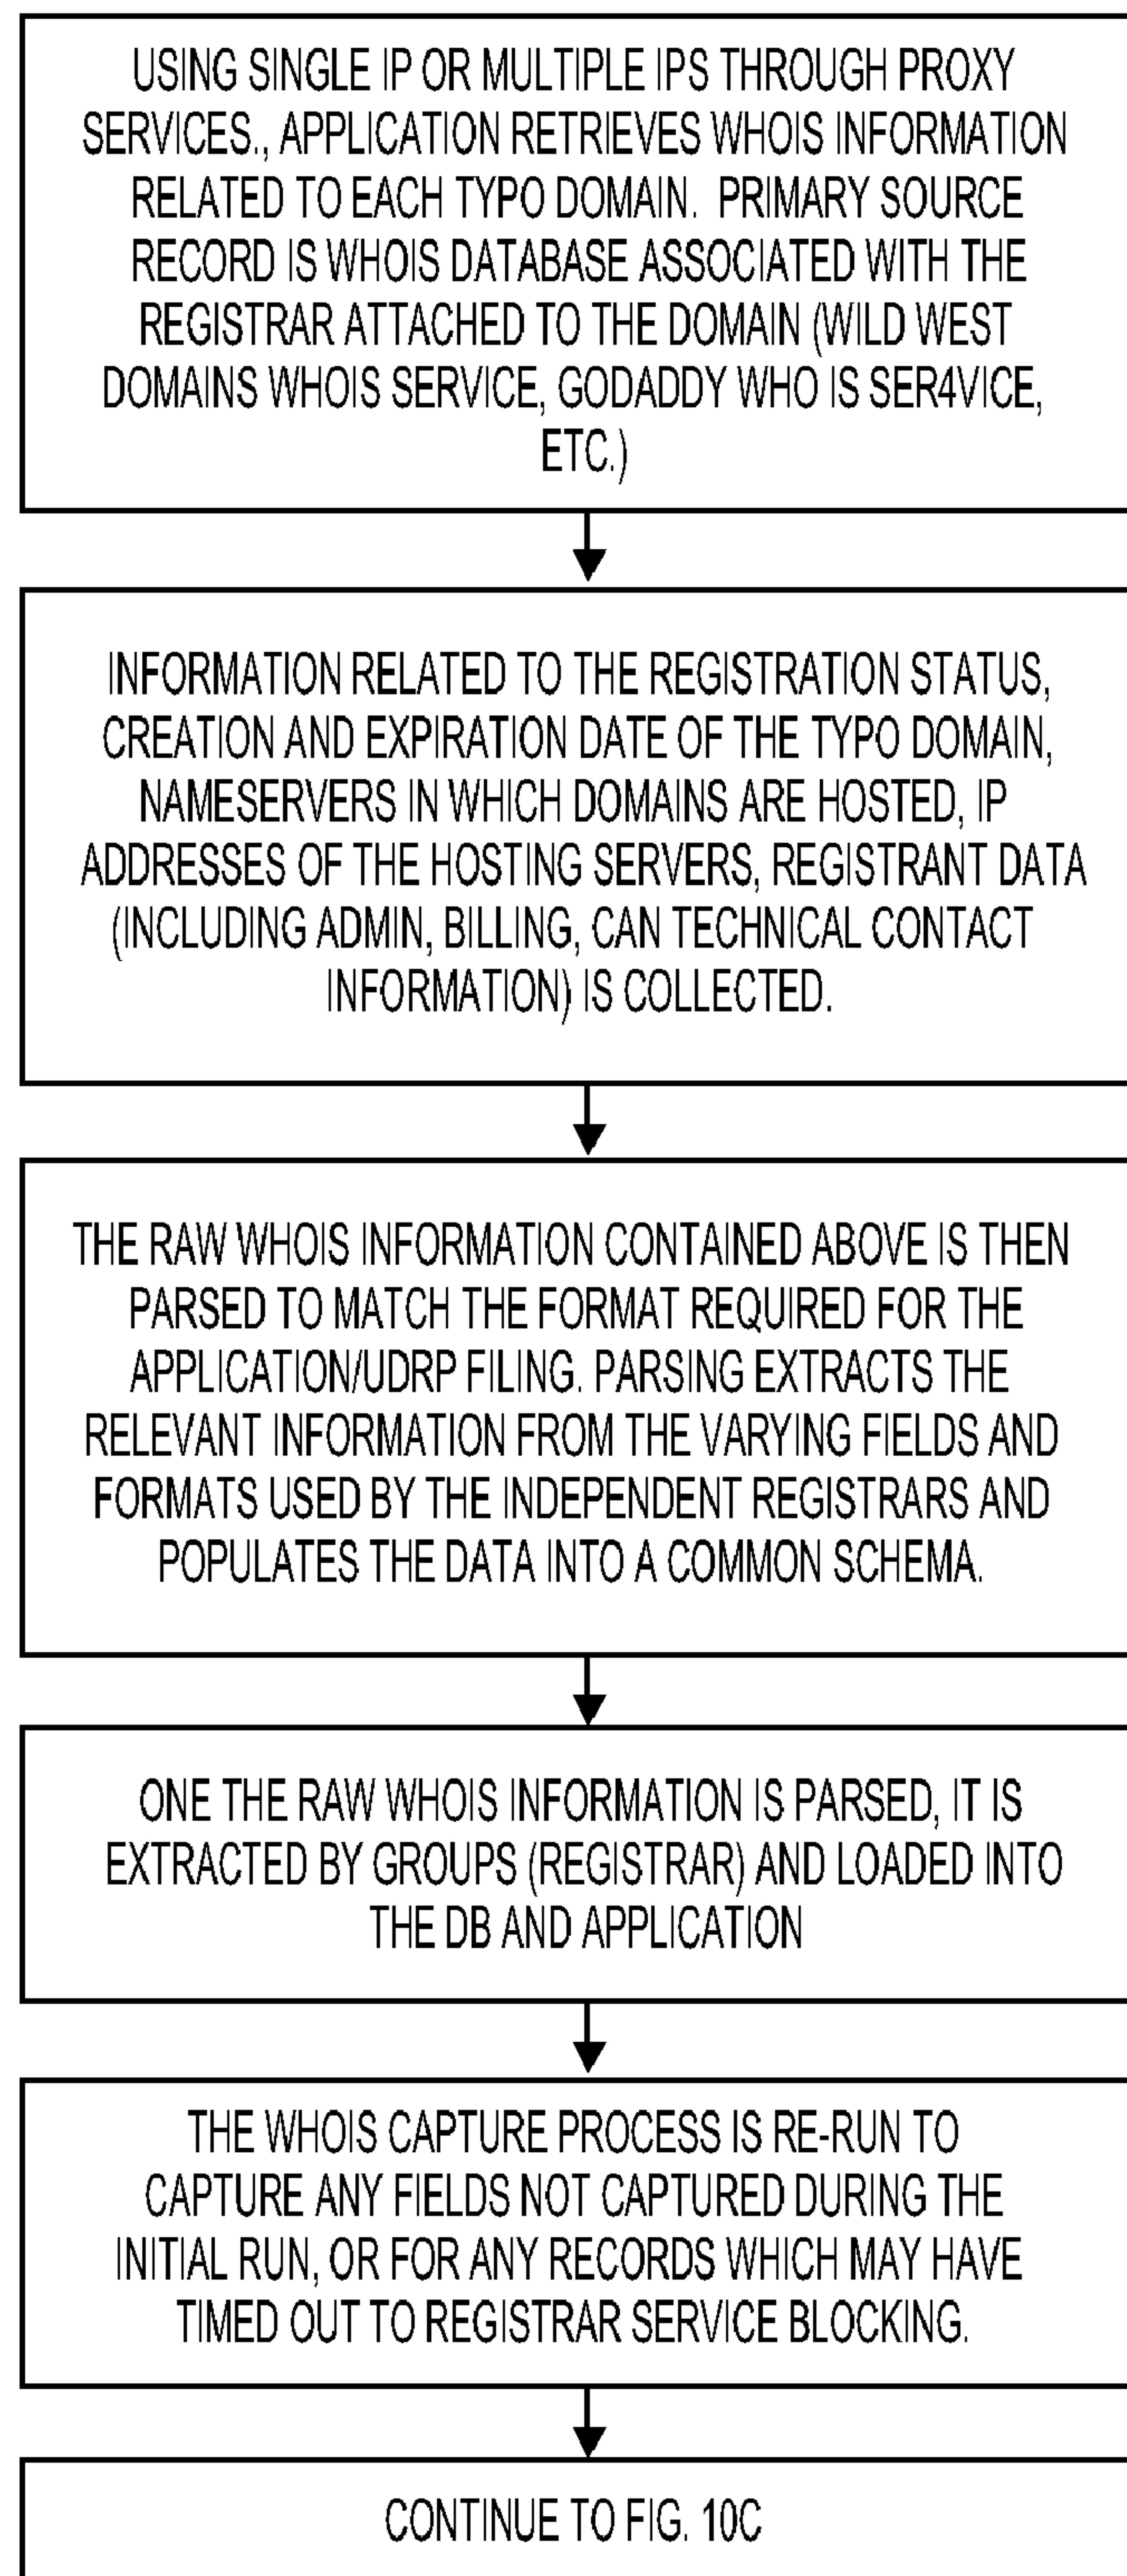 USING SINGLE IP OR MULTIPLE IPS THROUGH PROXY
SERVICES., APPLICATION RETRIEVES WHOIS INFORMATION
RELATED TO EACH TYPO DOMAIN. PRIMARY SOURCE
RECORD IS WHOIS DATABASE ASSOCIATED WITH THE
REGISTRAR ATTACHED TO THE DOMAIN (WILD WEST
DOMAINS WHOIS SERVICE, GODADDY WHO IS SER4VICE,
ETC.)
INFORMATION RELATED TO THE REGISTRATION STATUS,
CREATION AND EXPIRATION DATE OF THE TYPO DOMAIN,
NAMESERVERS IN WHICH DOMAINS ARE HOSTED, IP
ADDRESSES OF THE HOSTING SERVERS, REGISTRANT DATA
(INCLUDING ADMIN, BILLING, CAN TECHNICAL CONTACT
INFORMATION) IS COLLECTED.
THE RAW WHOIS INFORMATION CONTAINED ABOVE IS THEN
PARSED TO MATCH THE FORMAT REQUIRED FOR THE
APPLICATION/UDRP FILING. PARSING EXTRACTS THE
RELEVANT INFORMATION FROM THE VARYING FIELDS AND
FORMATS USED BY THE INDEPENDENT REGISTRARS AND
POPULATES THE DATA INTO A COMMON SCHEMA.
ONE THE RAW WHOIS INFORMATION IS PARSED, IT IS
EXTRACTED BY GROUPS (REGISTRAR) AND LOADED INTO
THE DB AND APPLICATION
THE WHOIS CAPTURE PROCESS IS RE-RUN TO
CAPTURE ANY FIELDS NOT CAPTURED DURING THE
INITIAL RUN, OR FOR ANY RECORDS WHICH MAY HAVE
TIMED OUT TO REGISTRAR SERVICE BLOCKING.
CONTINUE TO FIG. 10C